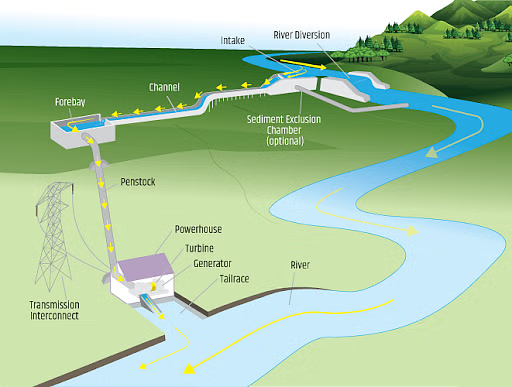 River Diversion
Intake
Channel
Forebay
Sediment Exclusion
Chamber
(optional)
Penstock
Powerhouse
Turbine
Generator
Tailrace
River
Transmission
Interconnect